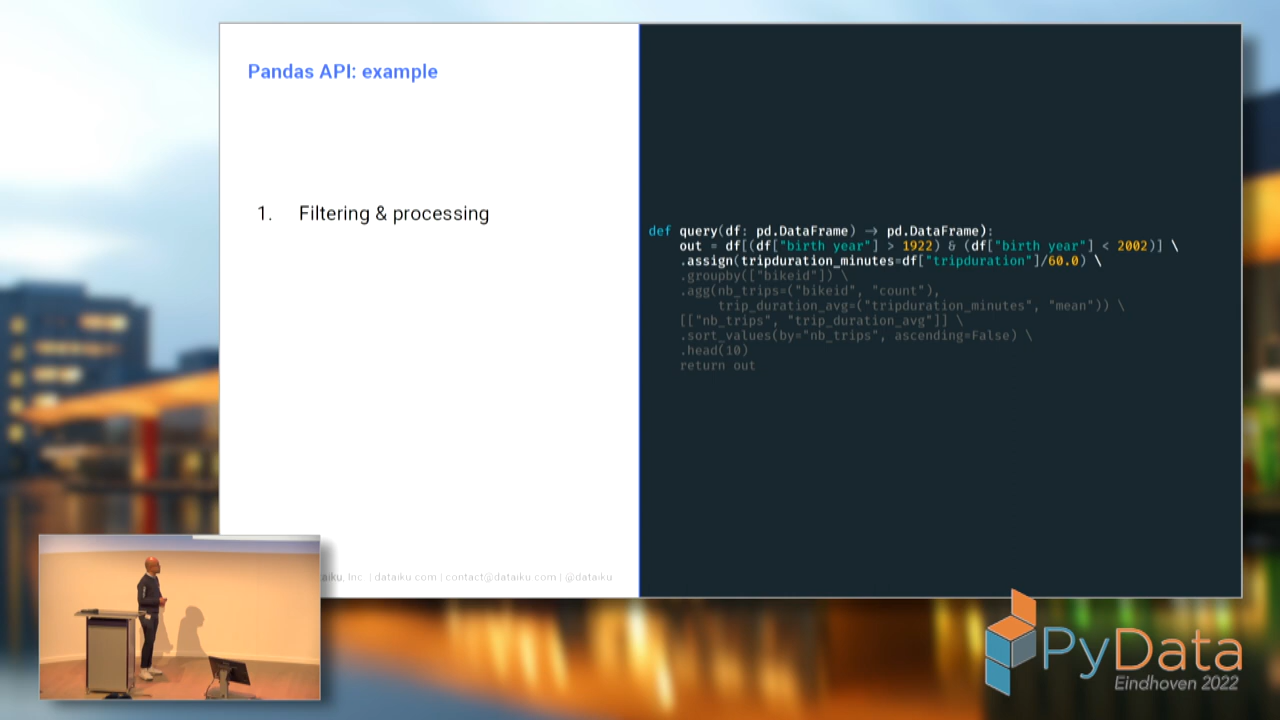 Pandas API: example
1. Filtering & processing
def query(df: pd.DataFrame) → pd.DataFrame):
out = df[(df["birth year"] > 1922) & (df["birth year"] < 2002)] \
.assign(tripduration_minutes=df["tripduration"]/60.0) \
.groupby(["bikeid"]) \
.agg(nb_trips=("bikeid", "count"),
trip_duration_avg=("tripduration_minutes", "mean")) \
[["nb_trips", "trip_duration_avg"]] \
.sort_values(by="nb_trips", ascending=False) \
.head(10)
return out
aiku, Inc. | dataiku.com | contact@dataiku.com | @dataiku
PyData
Eindhoven 2022